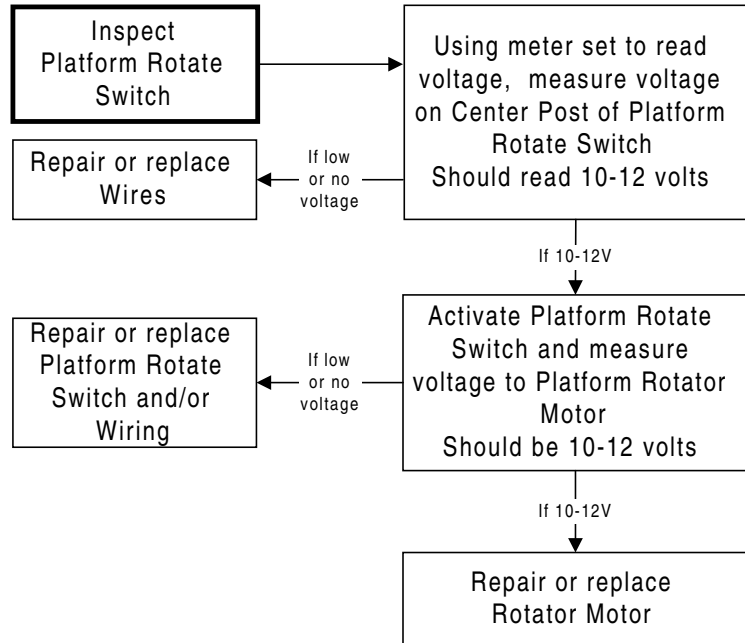 Inspect
Platform Rotate
Switch
Using meter set to read
voltage, measure voltage
on Center Post of Platform
Rotate Switch
Should read 10-12 volts
If low
or no
voltage
Repair or replace
Wires
If 10-12V
Activate Platform Rotate
Switch and measure
voltage to Platform Rotator
Motor
Should be 10-12 volts
If low
or no
voltage
Repair or replace
Platform Rotate
Switch and/or
Wiring
If 10-12V
Repair or replace
Rotator Motor